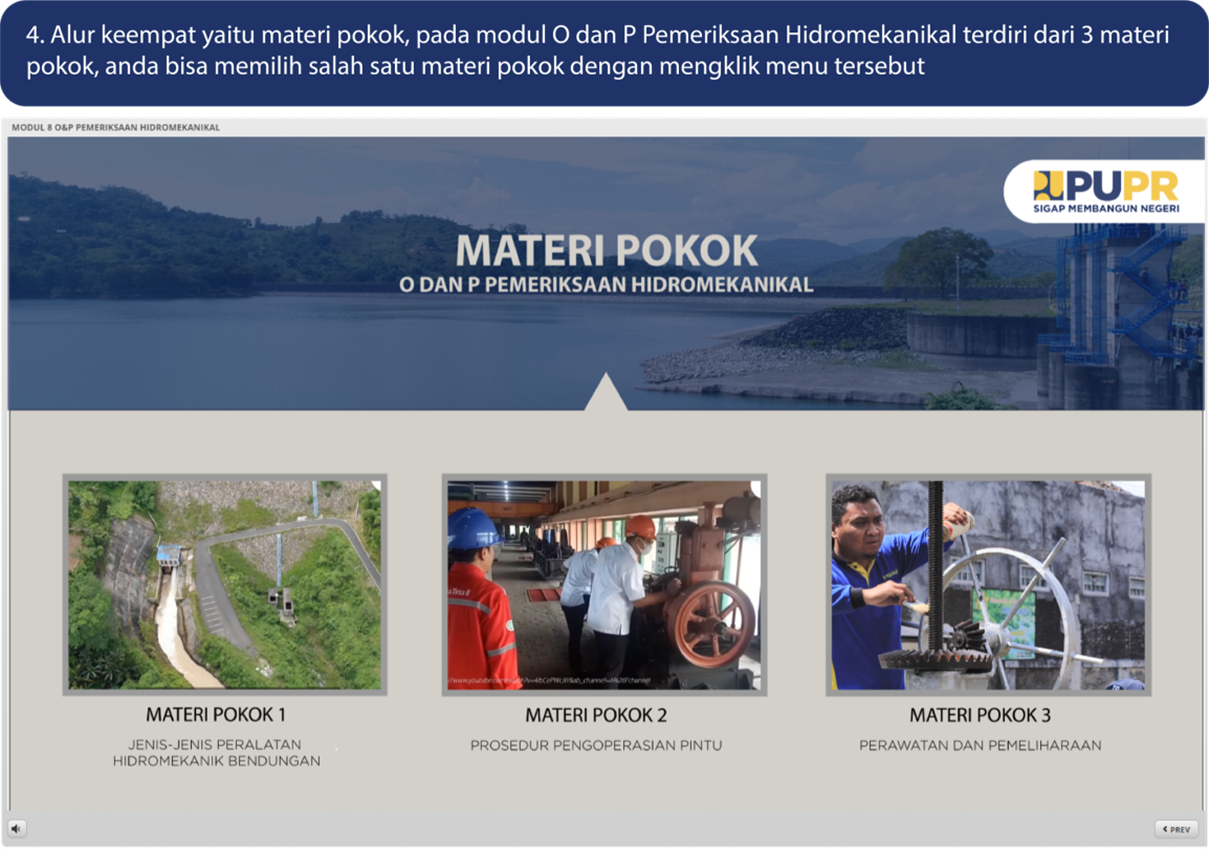 4. Alur keempat yaitu materi pokok, pada modul O dan P Pemeriksaan Hidromekanikal terdiri dari 3 materi
pokok, anda bisa memilih salah satu materi pokok dengan mengklik menu tersebut
MODUL 8 O&P PEMERIKSAAN HIDROMEKANIKAL
PUPR
SIGAP MEMBANGUN NEGERI
MATERI POKOK
O DAN P PEMERIKSAAN HIDROMEKANIKAL
MATERI POKOK 1
JENIS-JENIS PERALATAN
HIDROMEKANIK BENDUNGAN
MATERI POKOK 2
PROSEDUR PENGOPERASIAN PINTU
MATERI POKOK 3
PERAWATAN DAN PEMELIHARAAN
PREV